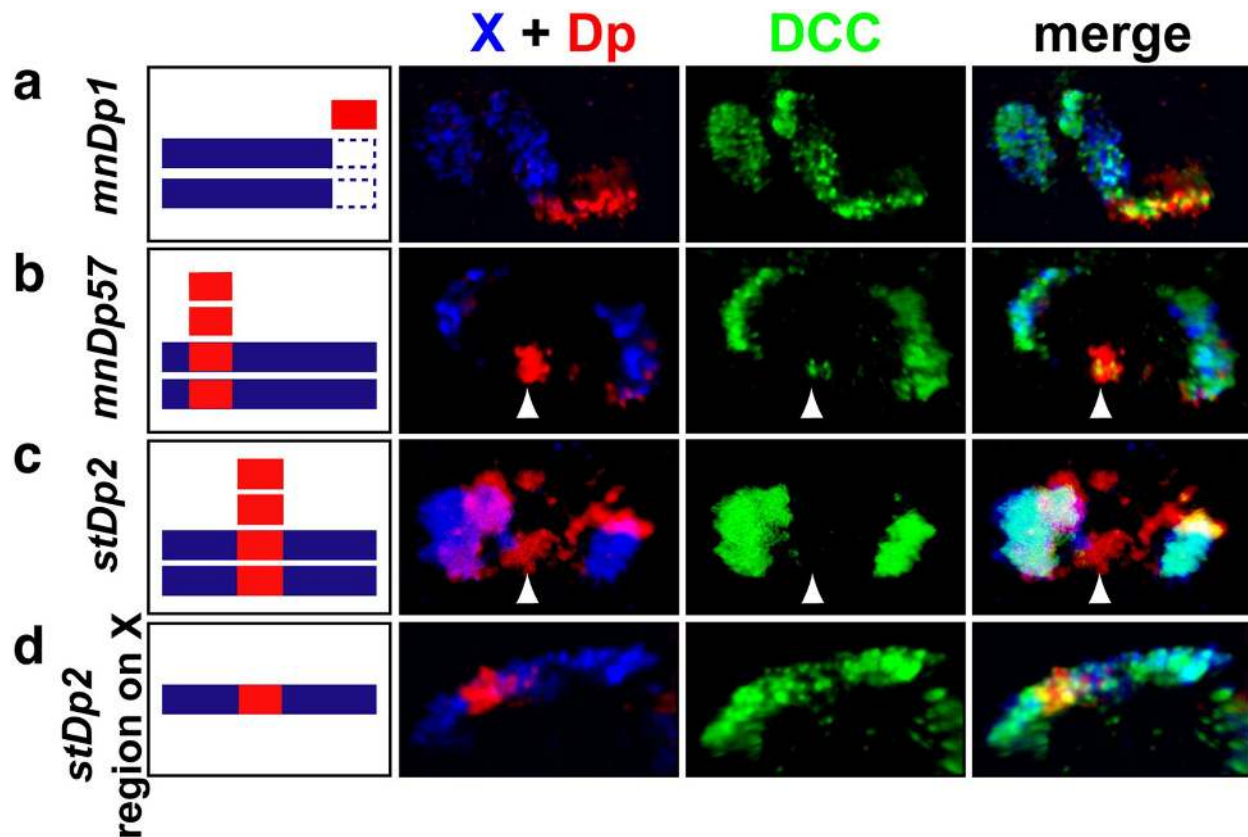 X + Dp DCC merge
a mnDp1
b mnDp57
c stDp2
d stDp2
region on X